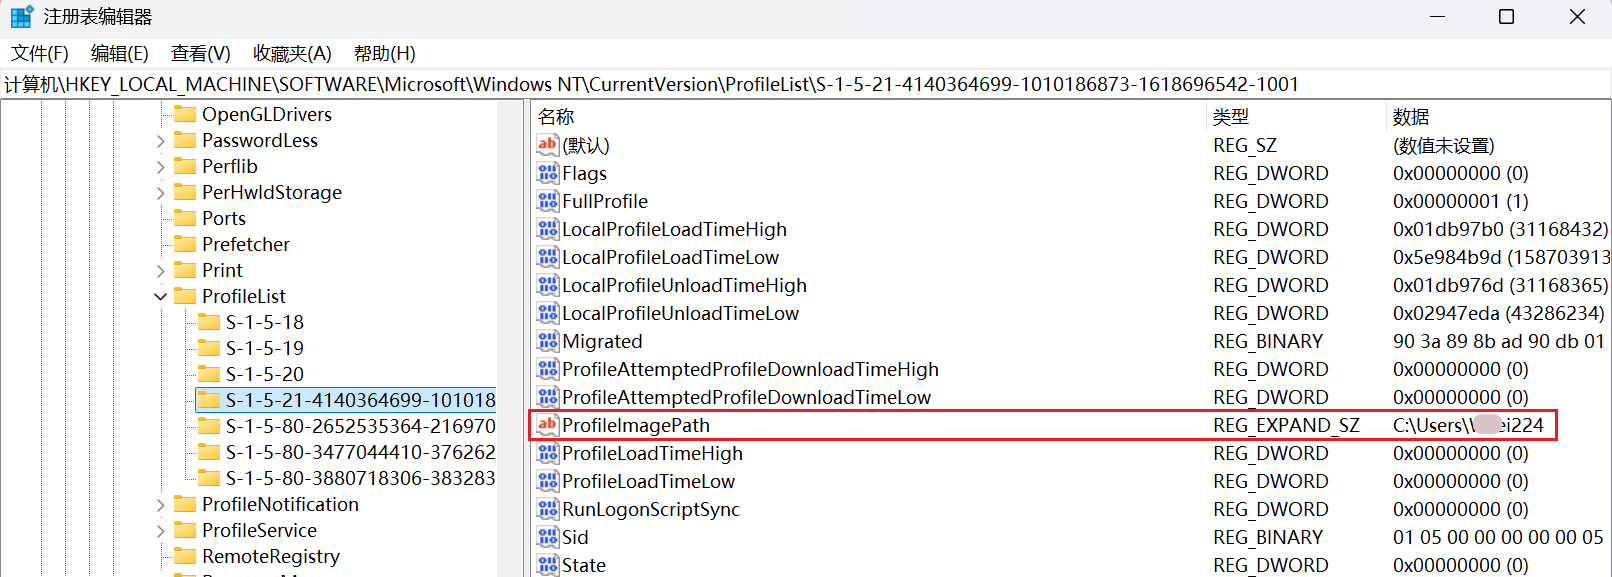 注册表编辑器
文件(F) 编辑(E) 查看(V) 收藏夹(A) 帮助(H)
计算机\HKEY_LOCAL_MACHINE\SOFTWARE\Microsoft\Windows NT\CurrentVersion\ProfileList\S-1-5-21-4140364699-1010186873-1618696542-1001
OpenGLDrivers
PasswordLess
Perflib
PerHwIdStorage
Ports
Prefetcher
Print
ProfileList
S-1-5-18
S-1-5-19
S-1-5-20
S-1-5-21-4140364699-101018
S-1-5-80-2652535364-216970
S-1-5-80-3477044410-376262
S-1-5-80-3880718306-383283
ProfileNotification
ProfileService
RemoteRegistry
名称 类型 数据
(默认) REG_SZ (数值未设置)
Flags REG_DWORD 0x00000000 (0)
FullProfile REG_DWORD 0x00000001 (1)
LocalProfileLoadTimeHigh REG_DWORD 0x01db97b0 (31168432)
LocalProfileLoadTimeLow REG_DWORD 0x5e984b9d (158703913
LocalProfileUnloadTimeHigh REG_DWORD 0x01db976d (31168365)
LocalProfileUnloadTimeLow REG_DWORD 0x02947eda (43286234)
Migrated REG_BINARY 90 3a 89 8b ad 90 db 01
ProfileAttemptedProfileDownloadTimeHigh REG_DWORD 0x00000000 (0)
ProfileAttemptedProfileDownloadTimeLow REG_DWORD 0x00000000 (0)
ProfileImagePath REG_EXPAND_SZ C:\Users\
ProfileLoadTimeHigh REG_DWORD 0x00000000 (0)
ProfileLoadTimeLow REG_DWORD 0x00000000 (0)
RunLogonScriptSync REG_DWORD 0x00000000 (0)
Sid REG_BINARY 01 05 00 00 00 00 00 05
State REG_DWORD 0x00000000 (0)